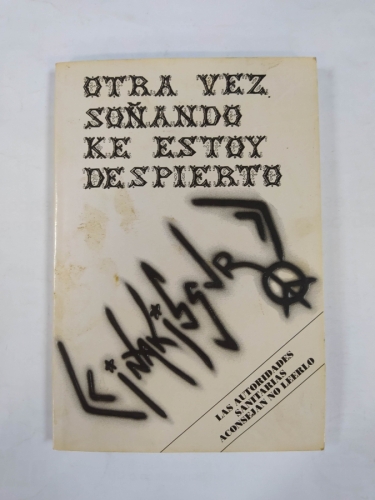 OTRA VEZ
SOÑANDO
KE ESTOY
DESPIERTO
LAS AUTORIDADES
SANITARIAS
ACONSEJAN NO LEERLO